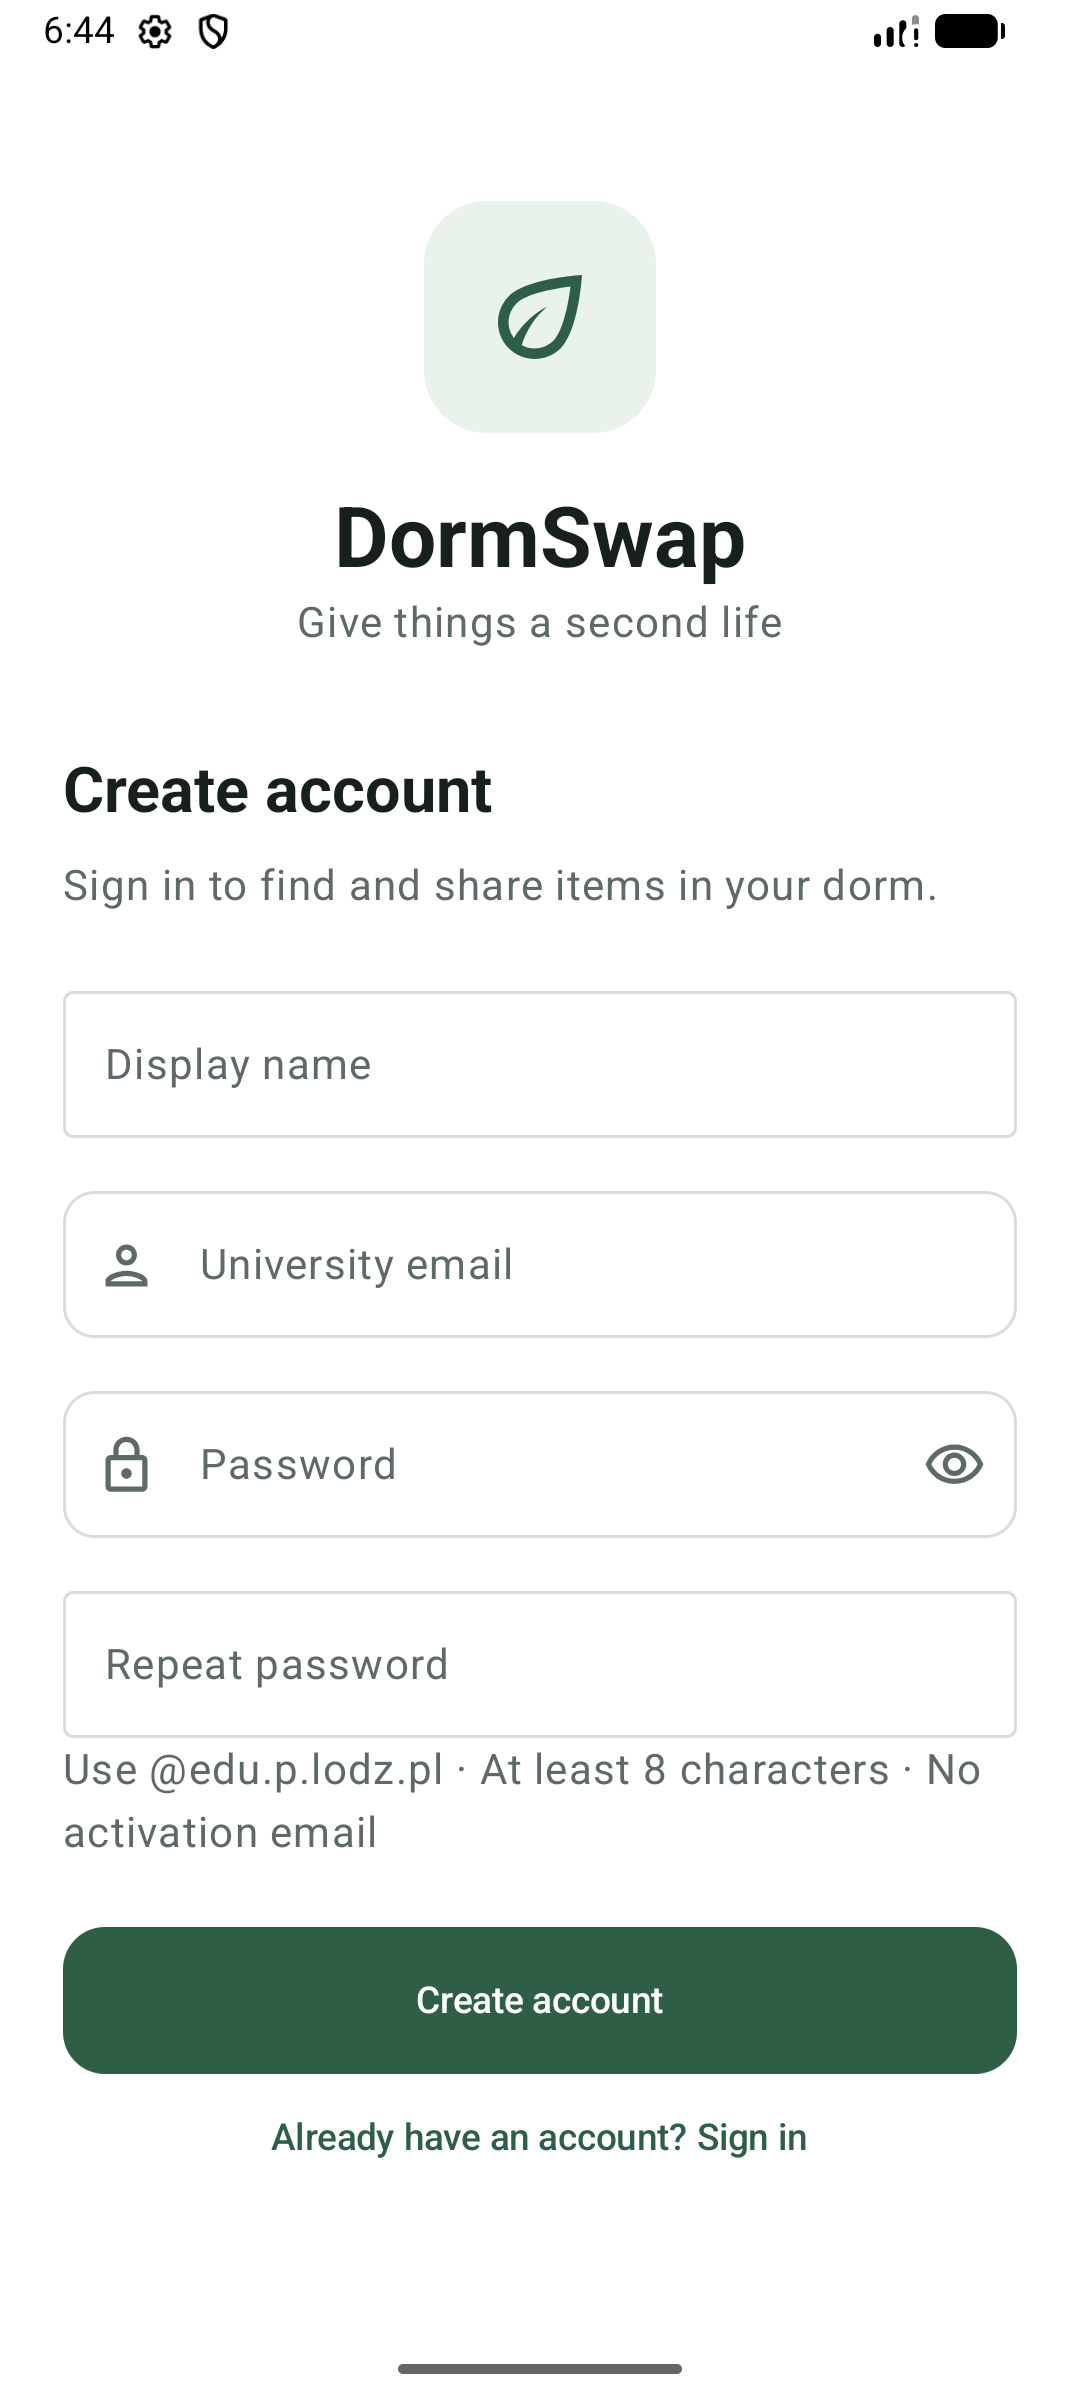 6:44
DormSwap
Give things a second life
Create account
Sign in to find and share items in your dorm.
Display name
University email
Password
Repeat password
Use @edu.p.lodz.pl · At least 8 characters · No
activation email
Create account
Already have an account? Sign in